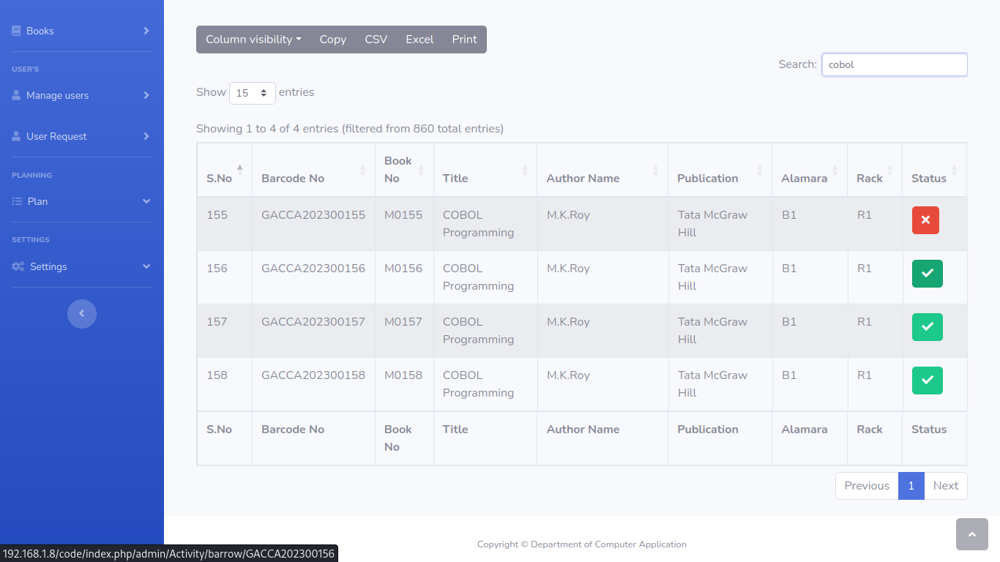 Books
USER'S
Manage users
User Request
PLANNING
Plan
SETTINGS
Settings
Column visibility Copy CSV Excel Print
Search: cobol
Show 15 entries
Showing 1 to 4 of 4 entries (filtered from 860 total entries)
S.No Barcode No Book No Title Author Name Publication Alamara Rack Status
155 GACCA202300155 M0155 COBOL Programming M.K.Roy Tata McGraw Hill B1 R1
156 GACCA202300156 M0156 COBOL Programming M.K.Roy Tata McGraw Hill B1 R1
157 GACCA202300157 M0157 COBOL Programming M.K.Roy Tata McGraw Hill B1 R1
158 GACCA202300158 M0158 COBOL Programming M.K.Roy Tata McGraw Hill B1 R1
S.No Barcode No Book No Title Author Name Publication Alamara Rack Status
Previous 1 Next
Copyright © Department of Computer Application
192.168.1.8/code/index.php/admin/Activity/barrow/GACCA202300156